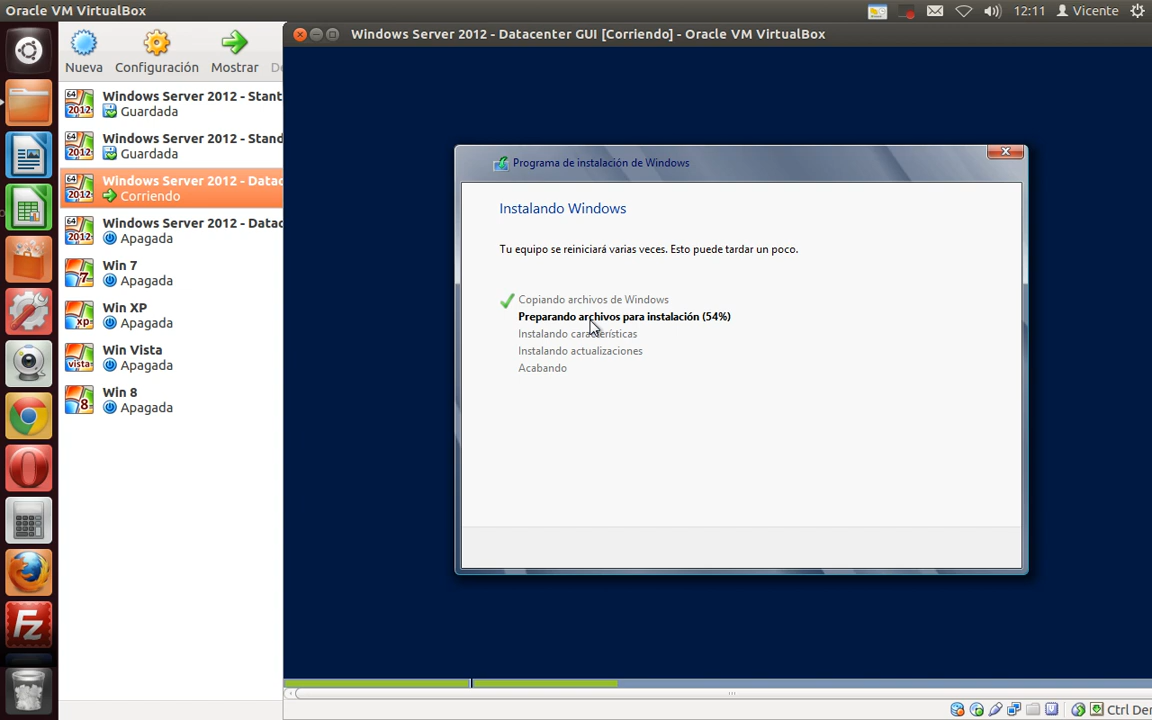 Oracle VM VirtualBox
12:11 Vicente
Windows Server 2012 - Datacenter GUI [Corriendo] - Oracle VM VirtualBox
Nueva Configuración Mostrar
Windows Server 2012 - Stant
Guardada
Windows Server 2012 - Stand
Guardada
Windows Server 2012 - Datac
Corriendo
Windows Server 2012 - Datac
Apagada
Win 7
Apagada
Win XP
Apagada
Win Vista
Apagada
Win 8
Apagada
Programa de instalación de Windows
Instalando Windows
Tu equipo se reiniciará varias veces. Esto puede tardar un poco.
Copiando archivos de Windows
Preparando archivos para instalación (54%)
Instalando características
Instalando actualizaciones
Acabando
Ctrl Der